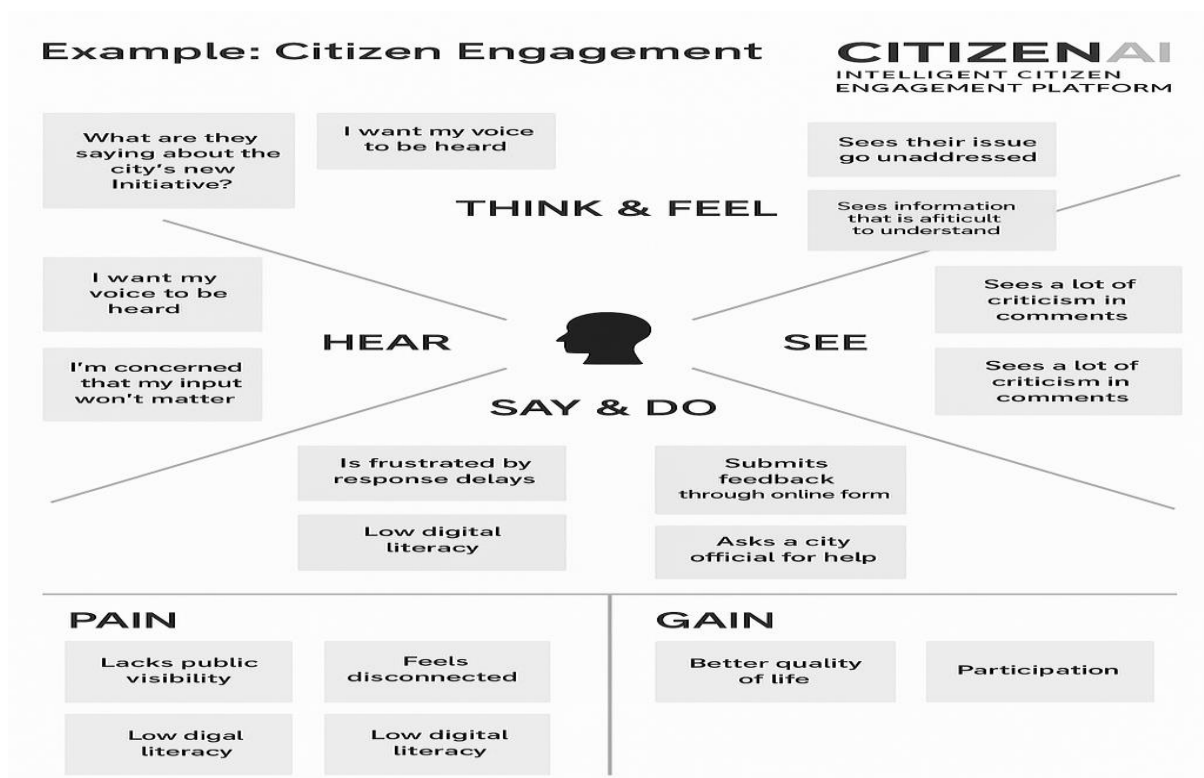 Example: Citizen Engagement
CITIZENAI
INTELLIGENT CITIZEN
ENGAGEMENT PLATFORM
What are they
saying about the
city's new
Initiative?
I want my voice
to be heard
Sees their issue
go unaddressed
THINK & FEEL
Sees information
that is afiticult
to understand
I want my
voice to be
heard
Sees a lot of
criticism in
comments
HEAR
SEE
I'm concerned
that my input
won't matter
Sees a lot of
criticism in
comments
SAY & DO
Is frustrated by
response delays
Submits
feedback
through online form
Low digital
literacy
Asks a city
official for help
PAIN
GAIN
Lacks public
visibility
Feels
disconnected
Better quality
of life
Participation
Low digal
literacy
Low digital
literacy